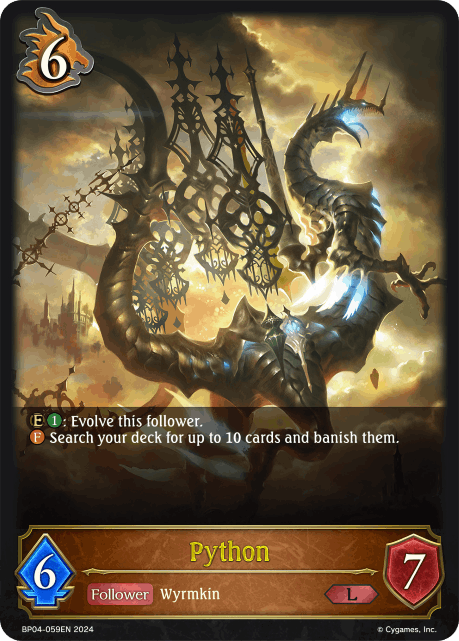 6
E 1: Evolve this follower.
F Search your deck for up to 10 cards and banish them.
Python
6
Follower Wyrmkin
L
7
BP04-059EN 2024
© Cygames, Inc.